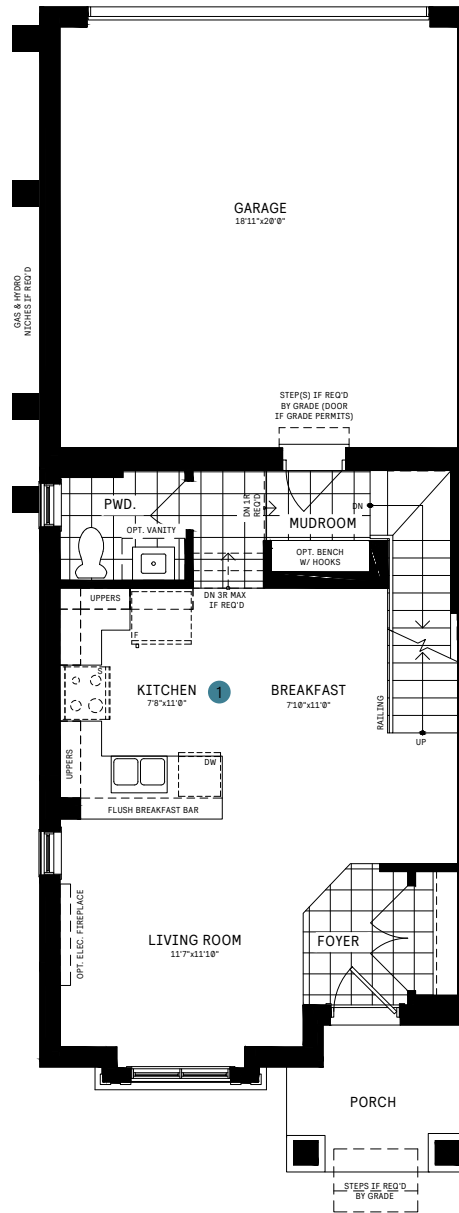 GARAGE
18'11"x20'0"
GAS & HYDRO
NICHES IF REQ'D
STEP(S) IF REQ'D
BY GRADE (DOOR
IF GRADE PERMITS)
PWD.
OPT. VANITY
DN 1R
REQ'D
MUDROOM
DN
OPT. BENCH
W/ HOOKS
UPPERS
DN 3R MAX
IF REQ'D
F
KITCHEN
7'8"x11'0"
1
BREAKFAST
7'10"x11'0"
RAILING
UP
UPPERS
DW
FLUSH BREAKFAST BAR
OPT. ELEC. FIREPLACE
LIVING ROOM
11'7"x11'10"
FOYER
PORCH
STEPS IF REQ'D
BY GRADE